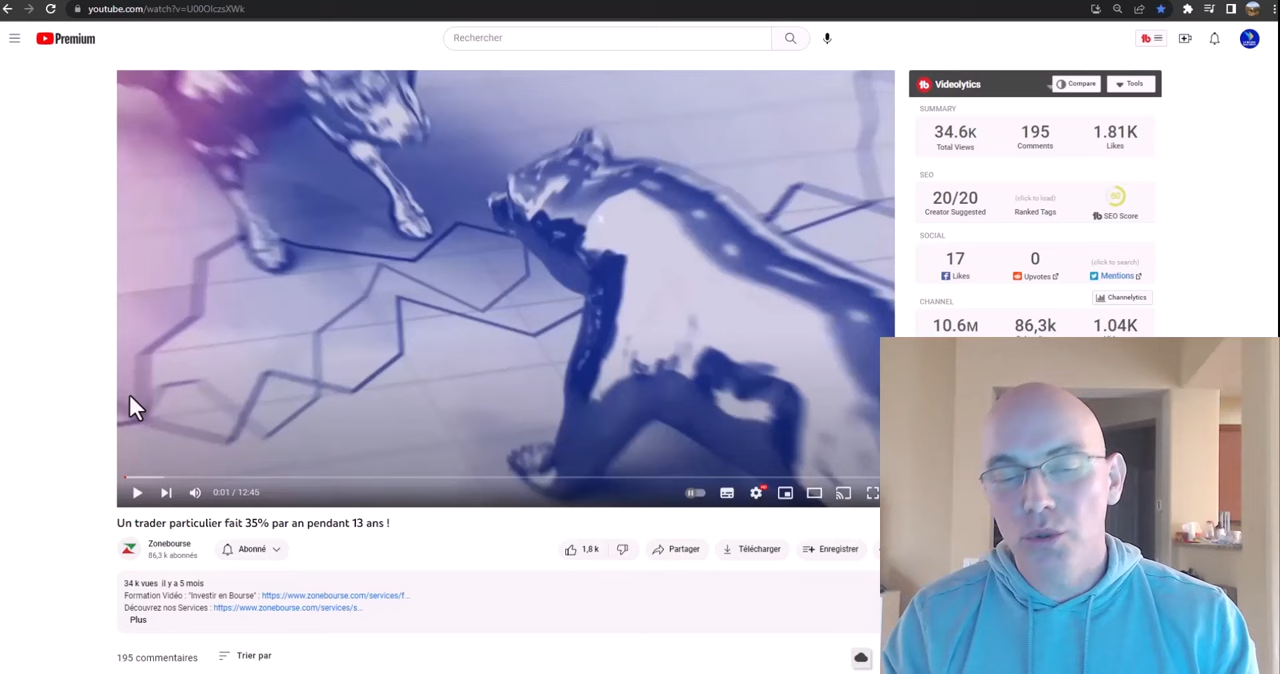 youtube.com/watch?v=U00OlczsXWk
Premium
Rechercher
Videolytics
Compare
Tools
SUMMARY
34.6K
195
1.81K
Total Views
Comments
Likes
SEO
20/20
(click to load)
60
Creator Suggested
Ranked Tags
SEO Score
SOCIAL
17
0
(click to search)
Likes
Upvotes
Mentions
CHANNEL
Channelytics
10.6M
86,3k
1.04K
0:01 / 12:45
Un trader particulier fait 35% par an pendant 13 ans !
Zonebourse
86,3 k abonnés
Abonné
1,8 k
Partager
Télécharger
Enregistrer
34 k vues il y a 5 mois
Formation Vidéo : "Investir en Bourse" : https://www.zonebourse.com/services/f...
Découvrez nos Services : https://www.zonebourse.com/services/s...
Plus
195 commentaires
Trier par